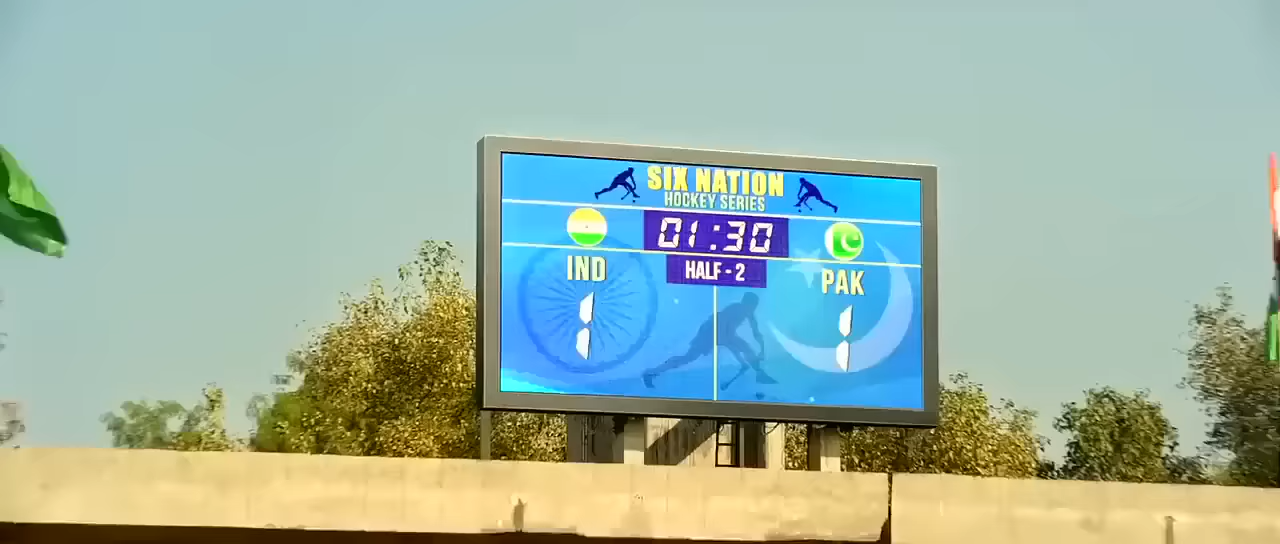 SIX NATION
HOCKEY SERIES
01:30
HALF - 2
IND
PAK
1
1